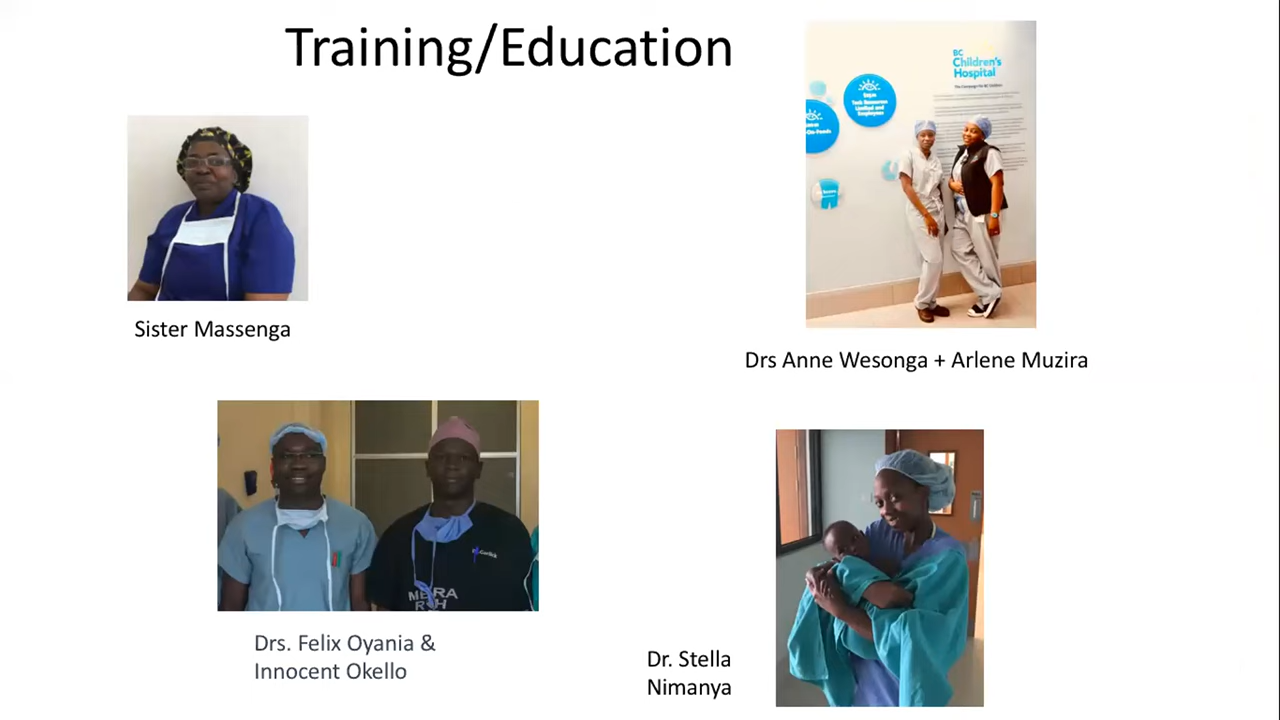 Training/Education
BC
Children's
Hospital
Sister Massenga
Drs Anne Wesonga + Arlene Muzira
Drs. Felix Oyania &
Innocent Okello
Dr. Stella
Nimanya